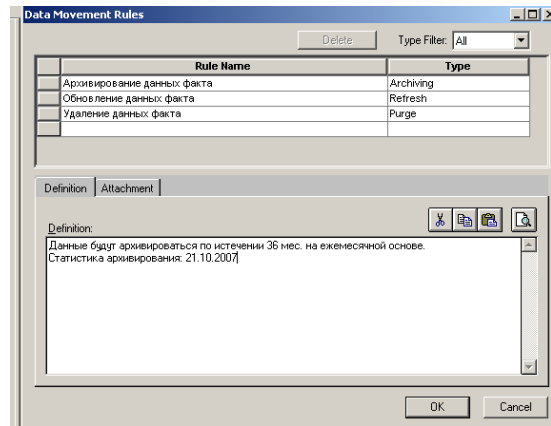 Data Movement Rules
Delete Type Filter: All
Rule Name Type
Архивирование данных факта Archiving
Обновление данных факта Refresh
Удаление данных факта Purge
Definition Attachment
Definition:
Данные будут архивироваться по истечении 36 мес. на ежемесячной основе.
Статистика архивирования: 21.10.2007
OK Cancel